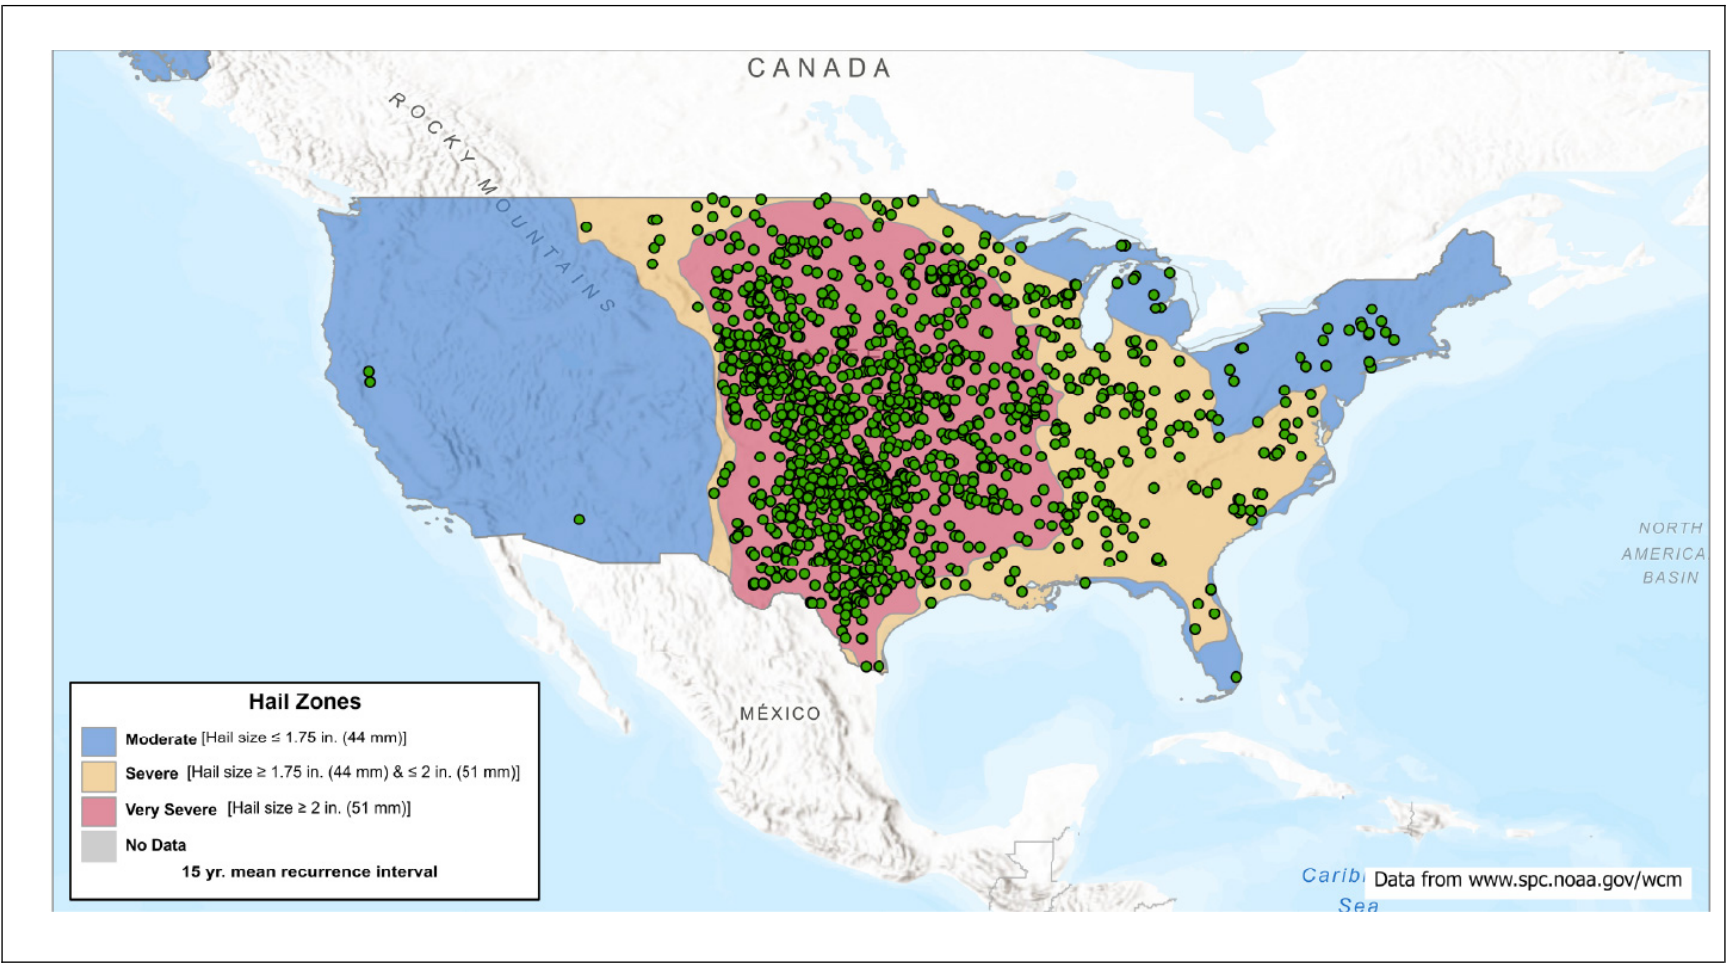 CANADA
ROCKY MOUNTAINS
NORTH
AMERICA
BASIN
MÉXICO
Hail Zones
Moderate [Hail size ≤ 1.75 in. (44 mm)]
Severe [Hail size ≥ 1.75 in. (44 mm) & ≤ 2 in. (51 mm)]
Very Severe [Hail size ≥ 2 in. (51 mm)]
No Data
15 yr. mean recurrence interval
Carib
Sea
Data from www.spc.noaa.gov/wcm